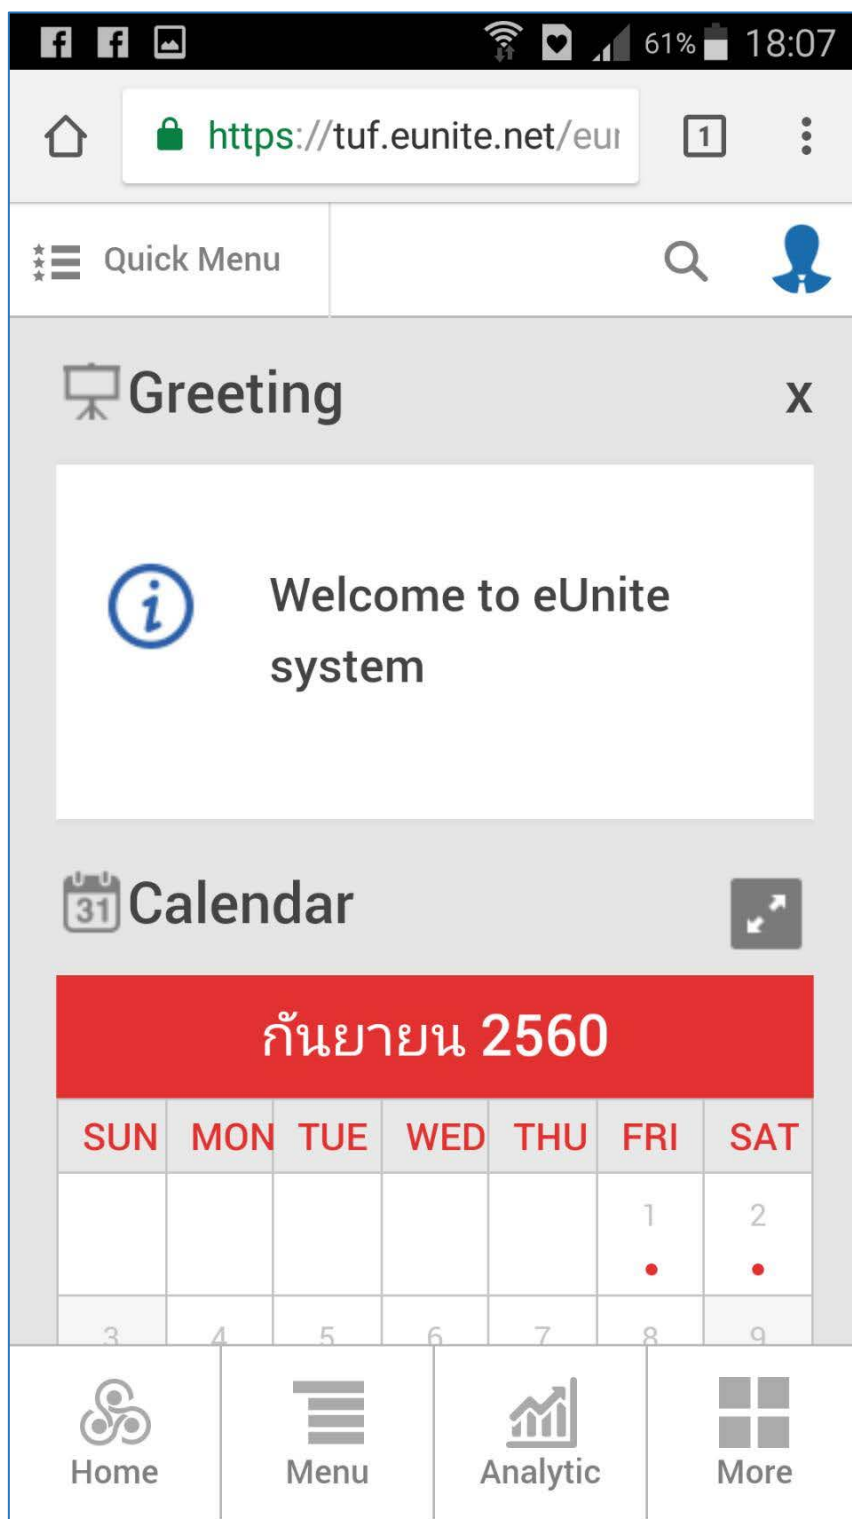 61% 18:07
https://tuf.eunite.net/eur
1
Quick Menu
Greeting
x
Welcome to eUnite
system
31 Calendar
กันยายน 2560
SUN MON TUE WED THU FRI SAT
1 2
3 4 5 6 7 8 9
Home Menu Analytic More